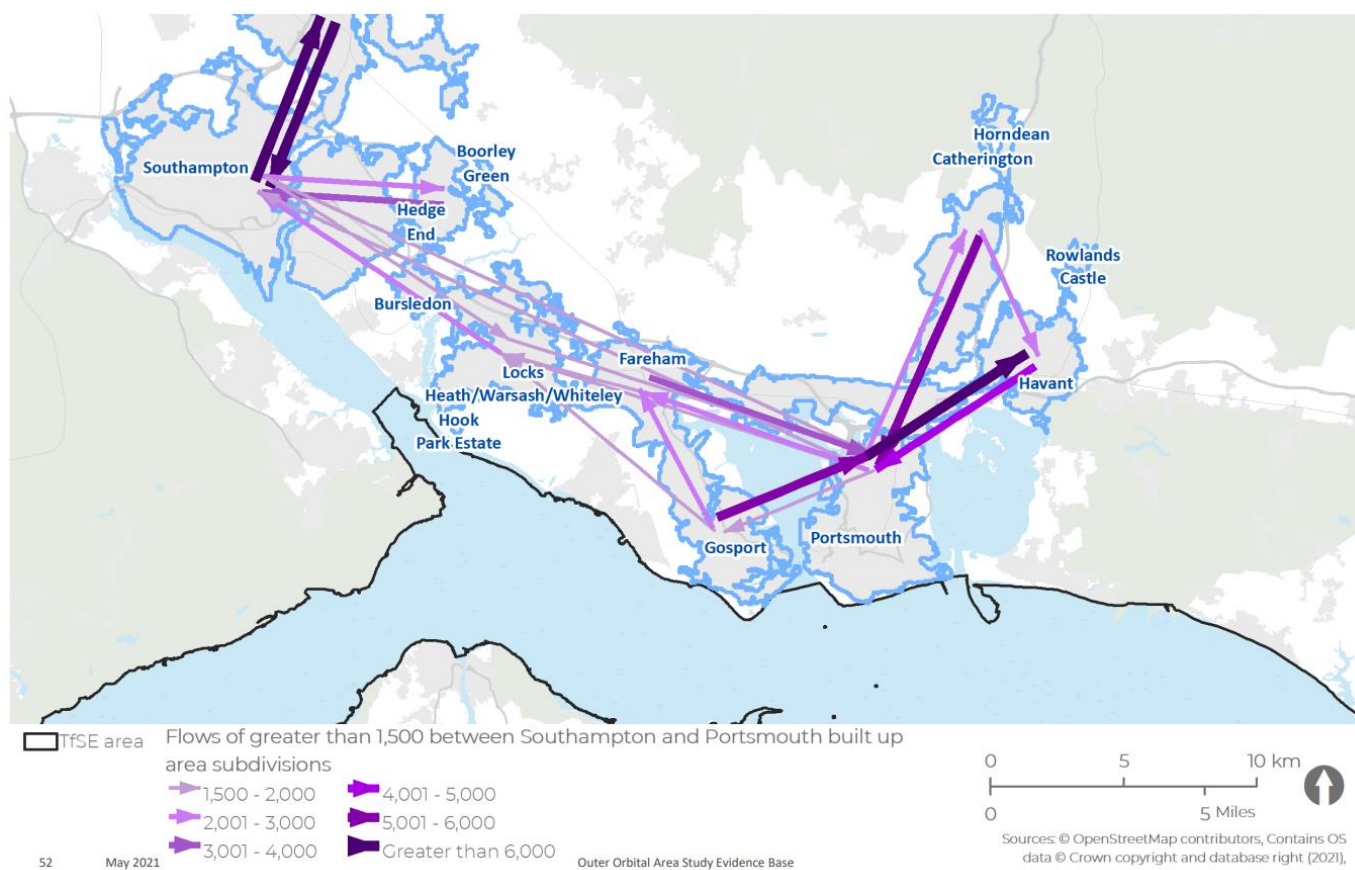 Horndean
Catherington
Boorley
Green
Southampton
Hedge
End
Rowlands
Castle
Bursledon
Fareham
Locks
Heath/Warsash/Whiteley
Hook
Park Estate
Havant
Gosport
Portsmouth
TfSE area
Flows of greater than 1,500 between Southampton and Portsmouth built up
area subdivisions
1,500 - 2,000
2,001 - 3,000
3,001 - 4,000
4,001 - 5,000
5,001 - 6,000
Greater than 6,000
0 5 10 km
0 5 Miles
Sources: © OpenStreetMap contributors, Contains OS
data © Crown copyright and database right (2021),
52 May 2021 Outer Orbital Area Study Evidence Base